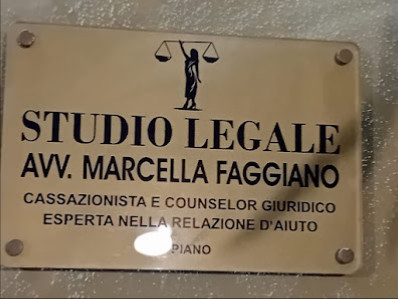 STUDIO LEGALE
AVV. MARCELLA FAGGIANO
CASSAZIONISTA E COUNSELOR GIURIDICO
ESPERTA NELLA RELAZIONE D'AIUTO
PIANO